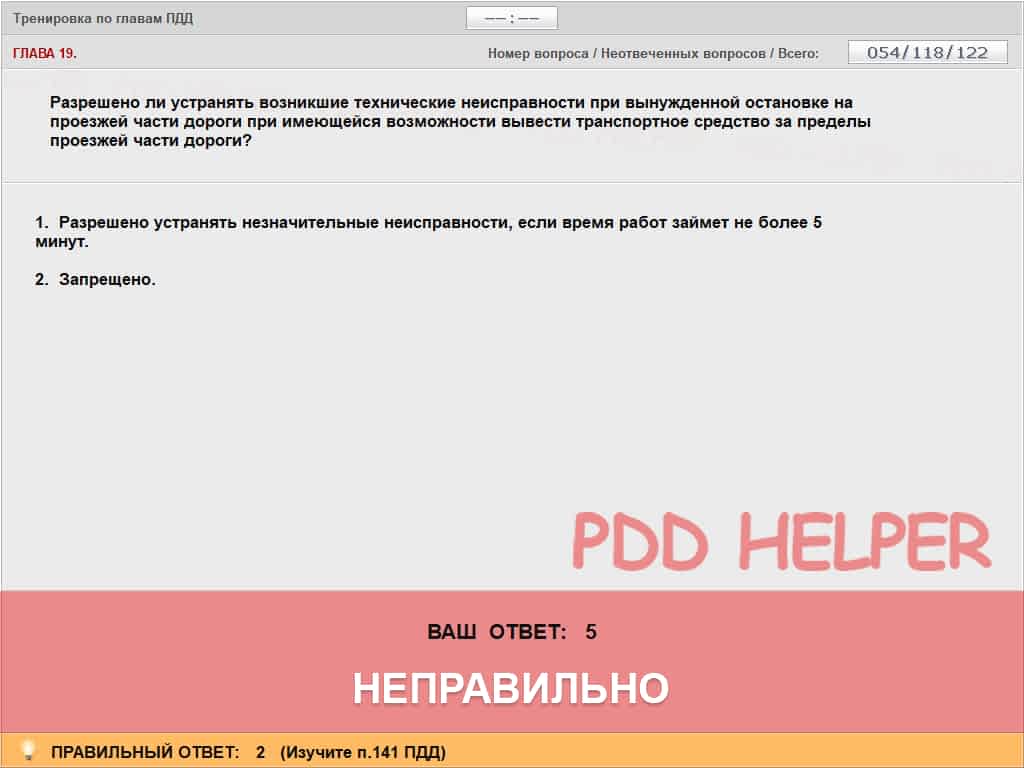 Тренировка по главам ПДД
—— : ——
ГЛАВА 19.
Номер вопроса / Неотвеченных вопросов / Всего:
054/118/122
Разрешено ли устранять возникшие технические неисправности при вынужденной остановке на
проезжей части дороги при имеющейся возможности вывести транспортное средство за пределы
проезжей части дороги?
1. Разрешено устранять незначительные неисправности, если время работ займет не более 5
минут.
2. Запрещено.
PDD HELPER
ВАШ ОТВЕТ: 5
НЕПРАВИЛЬНО
ПРАВИЛЬНЫЙ ОТВЕТ: 2 (Изучите п.141 ПДД)